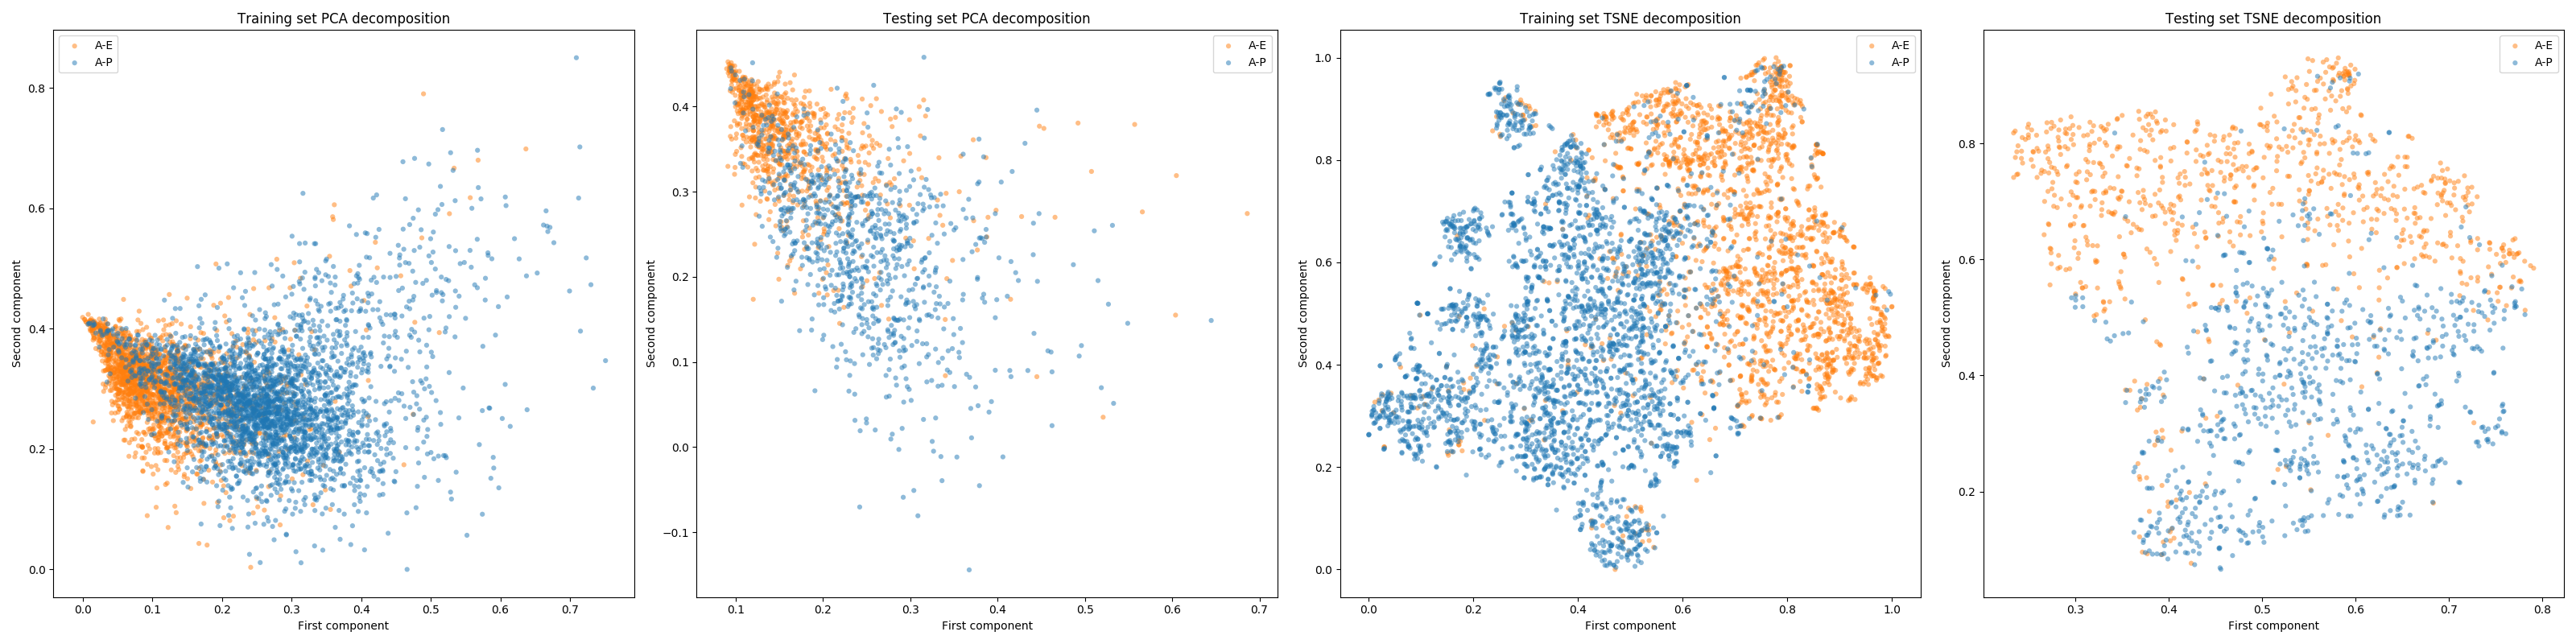 Training set PCA decomposition
A-E
A-P
Second component
0.8
0.6
0.4
0.2
0.0
0.0 0.1 0.2 0.3 0.4 0.5 0.6 0.7
First component
Testing set PCA decomposition
A-E
A-P
Second component
0.4
0.3
0.2
0.1
0.0
−0.1
0.1 0.2 0.3 0.4 0.5 0.6 0.7
First component
Training set TSNE decomposition
A-E
A-P
Second component
1.0
0.8
0.6
0.4
0.2
0.0
0.0 0.2 0.4 0.6 0.8 1.0
First component
Testing set TSNE decomposition
A-E
A-P
Second component
0.8
0.6
0.4
0.2
0.3 0.4 0.5 0.6 0.7 0.8
First component